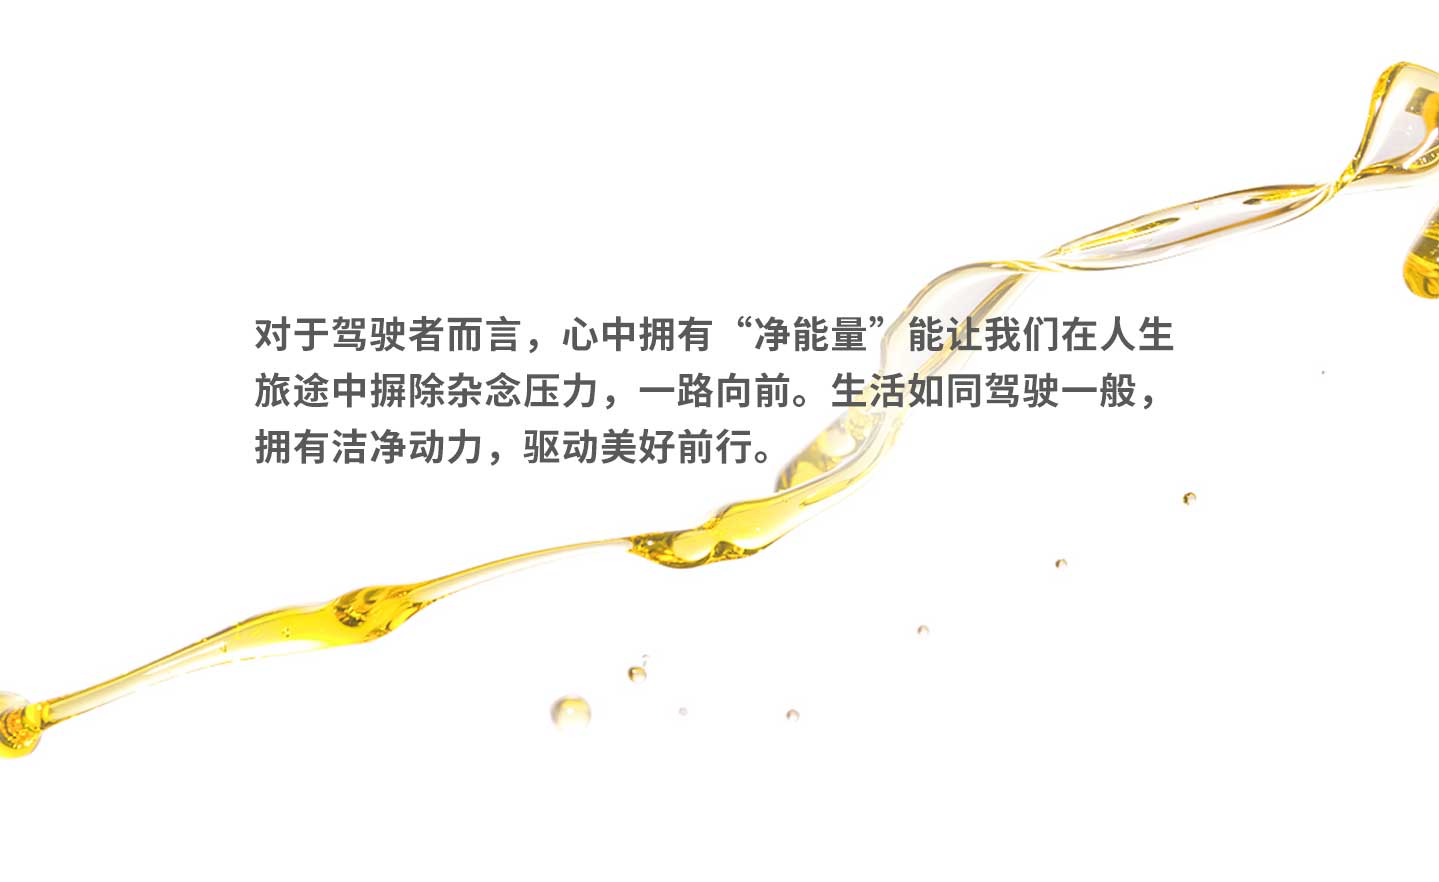 对于驾驶者而言，心中拥有“净能量”能让我们在人生
旅途中摒除杂念压力，一路向前。生活如同驾驶一般，
拥有洁净动力，驱动美好前行。